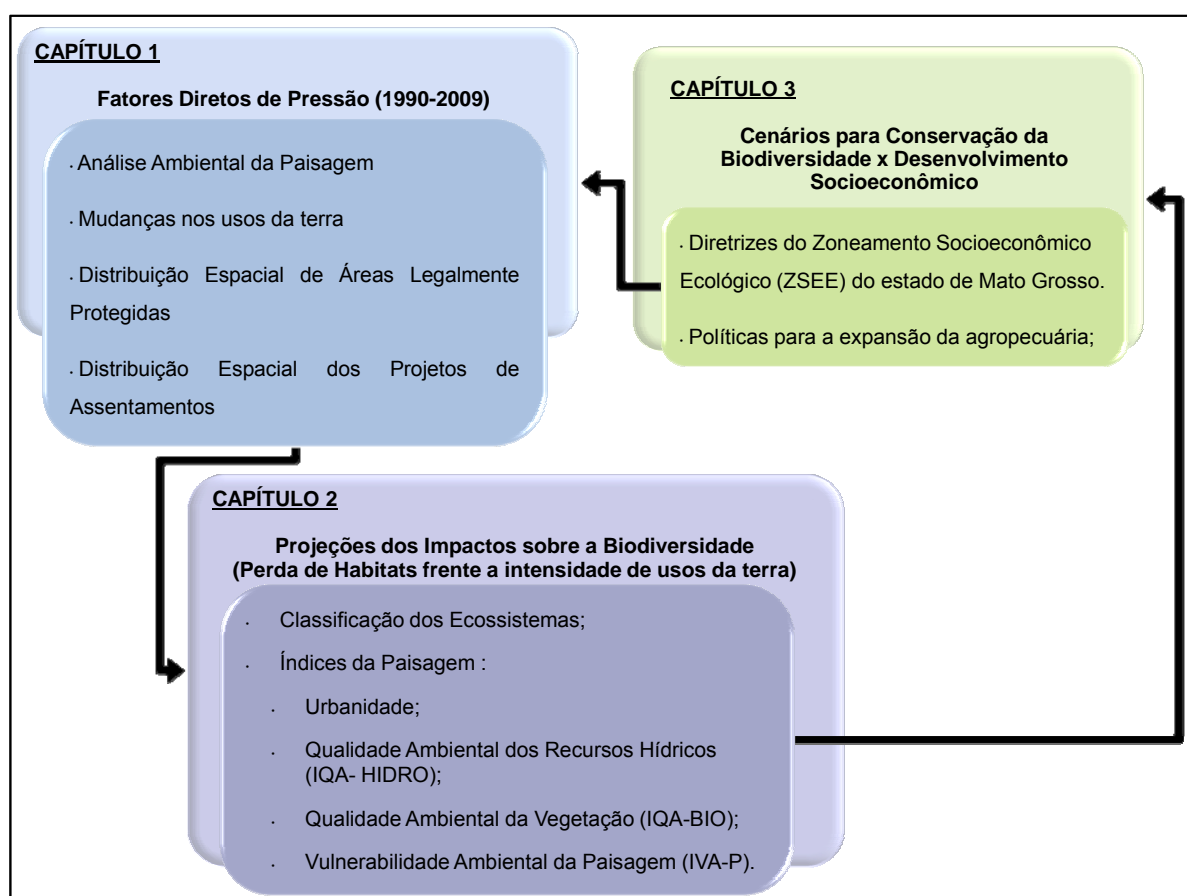 CAPÍTULO 1
Fatores Diretos de Pressão (1990-2009)
· Análise Ambiental da Paisagem
· Mudanças nos usos da terra
· Distribuição Espacial de Áreas Legalmente
Protegidas
· Distribuição Espacial dos Projetos de
Assentamentos
CAPÍTULO 2
Projeções dos Impactos sobre a Biodiversidade
(Perda de Habitats frente a intensidade de usos da terra)
· Classificação dos Ecossistemas;
· Índices da Paisagem :
· Urbanidade;
· Qualidade Ambiental dos Recursos Hídricos
(IQA- HIDRO);
· Qualidade Ambiental da Vegetação (IQA-BIO);
· Vulnerabilidade Ambiental da Paisagem (IVA-P).
CAPÍTULO 3
Cenários para Conservação da
Biodiversidade x Desenvolvimento
Socioeconômico
· Diretrizes do Zoneamento Socioeconômico
Ecológico (ZSEE) do estado de Mato Grosso.
· Políticas para a expansão da agropecuária;